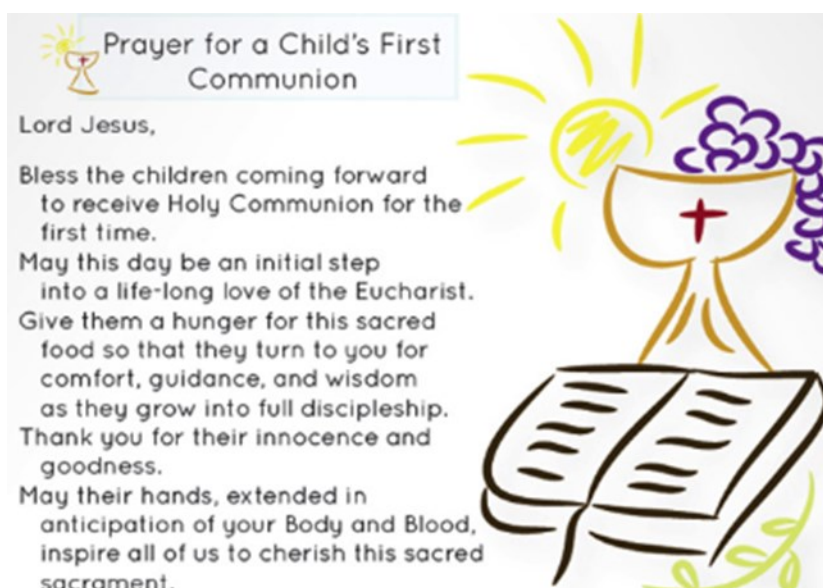 Prayer for a Child's First
Communion
Lord Jesus,
Bless the children coming forward
to receive Holy Communion for the
first time.
May this day be an initial step
into a life-long love of the Eucharist.
Give them a hunger for this sacred
food so that they turn to you for
comfort, guidance, and wisdom
as they grow into full discipleship.
Thank you for their innocence and
goodness.
May their hands, extended in
anticipation of your Body and Blood,
inspire all of us to cherish this sacred
sacrament.